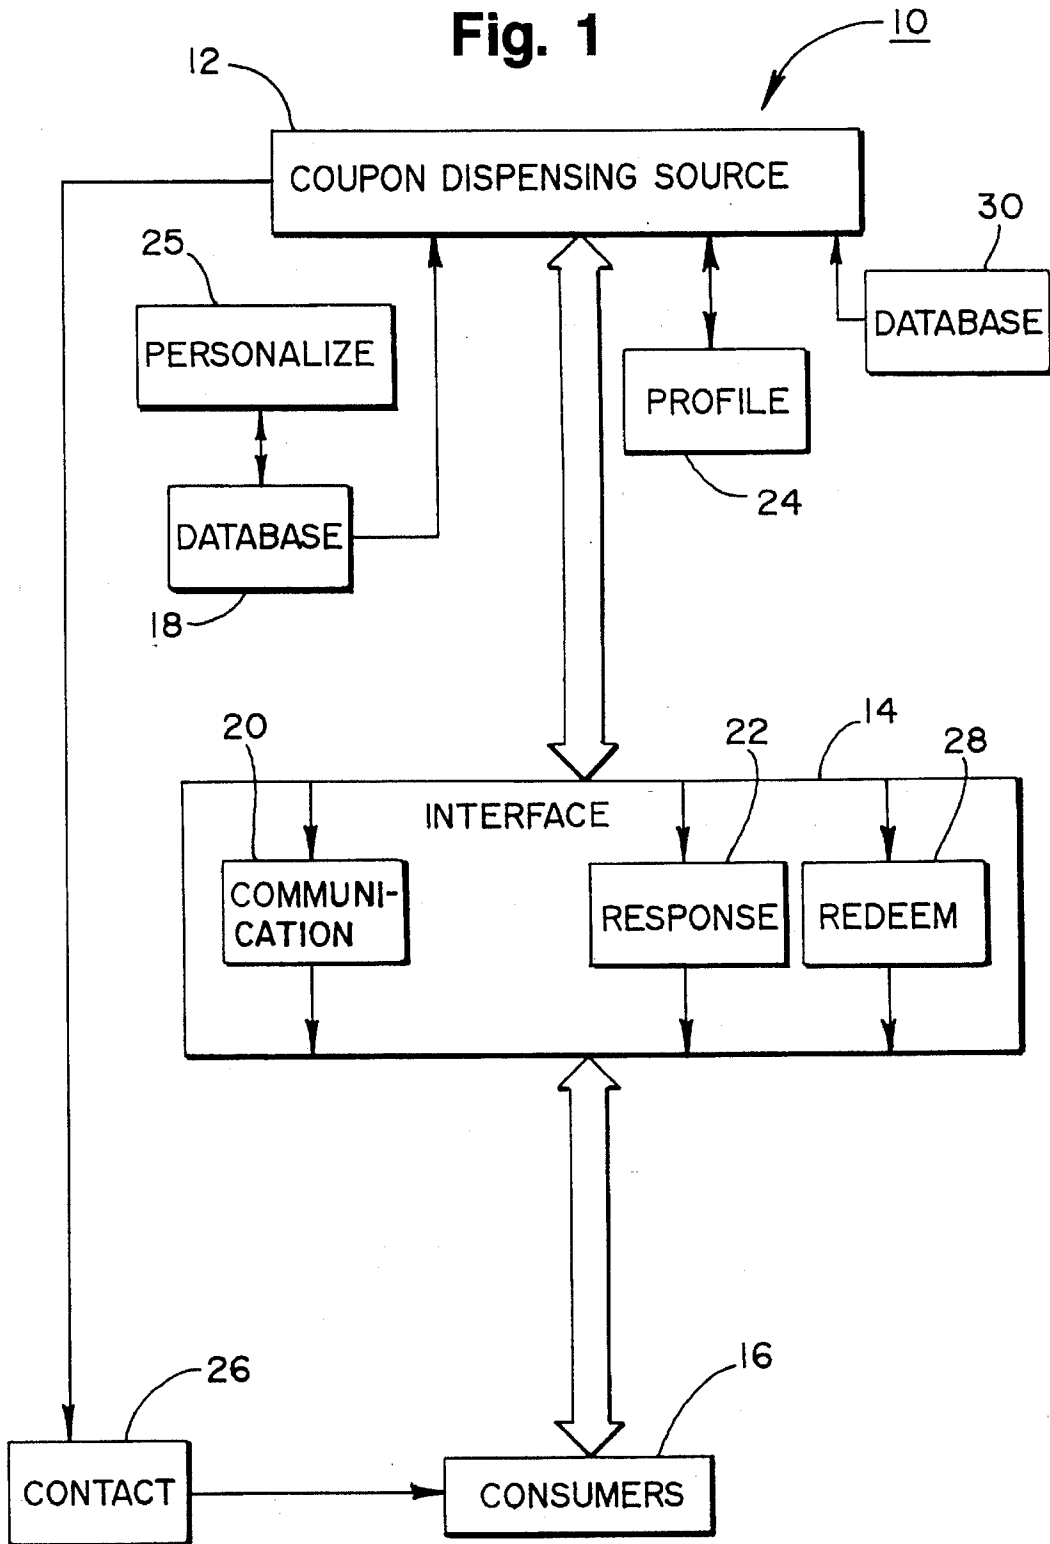 Fig. 1
10
12
COUPON DISPENSING SOURCE
30
25
DATABASE
PERSONALIZE
PROFILE
24
DATABASE
18
20
22
14
28
INTERFACE
COMMUNI-
CATION
RESPONSE
REDEEM
26
16
CONTACT
CONSUMERS